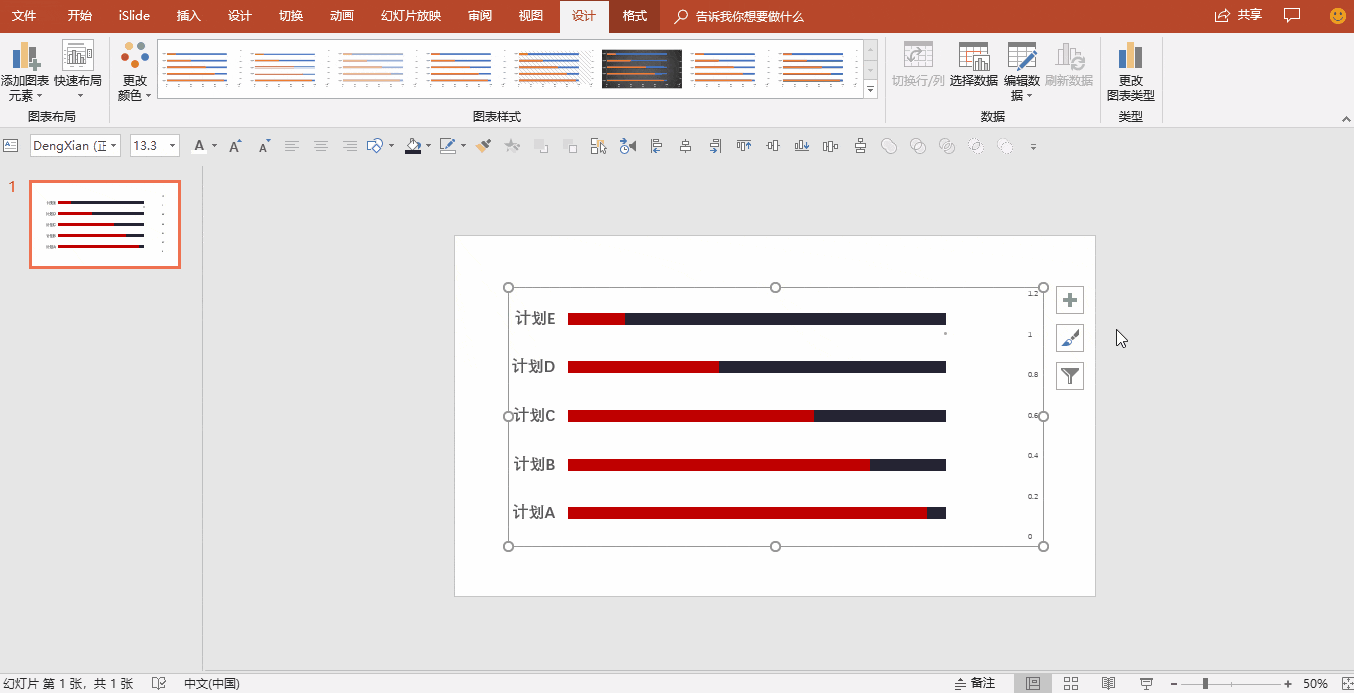 文件 开始 iSlide 插入 设计 切换 动画 幻灯片放映 审阅 视图 设计 格式 告诉我你想要做什么 共享
添加图表元素 快速布局 更改颜色 切换行/列 选择数据 编辑数据 刷新数据 更改图表类型
图表布局 图表样式 数据 类型
DengXian (正 13.3 A A A
1
1.2
计划E
1
计划D
0.8
计划C
0.6
计划B
0.4
0.2
计划A
0
幻灯片 第 1 张，共 1 张 中文(中国) 备注 50%